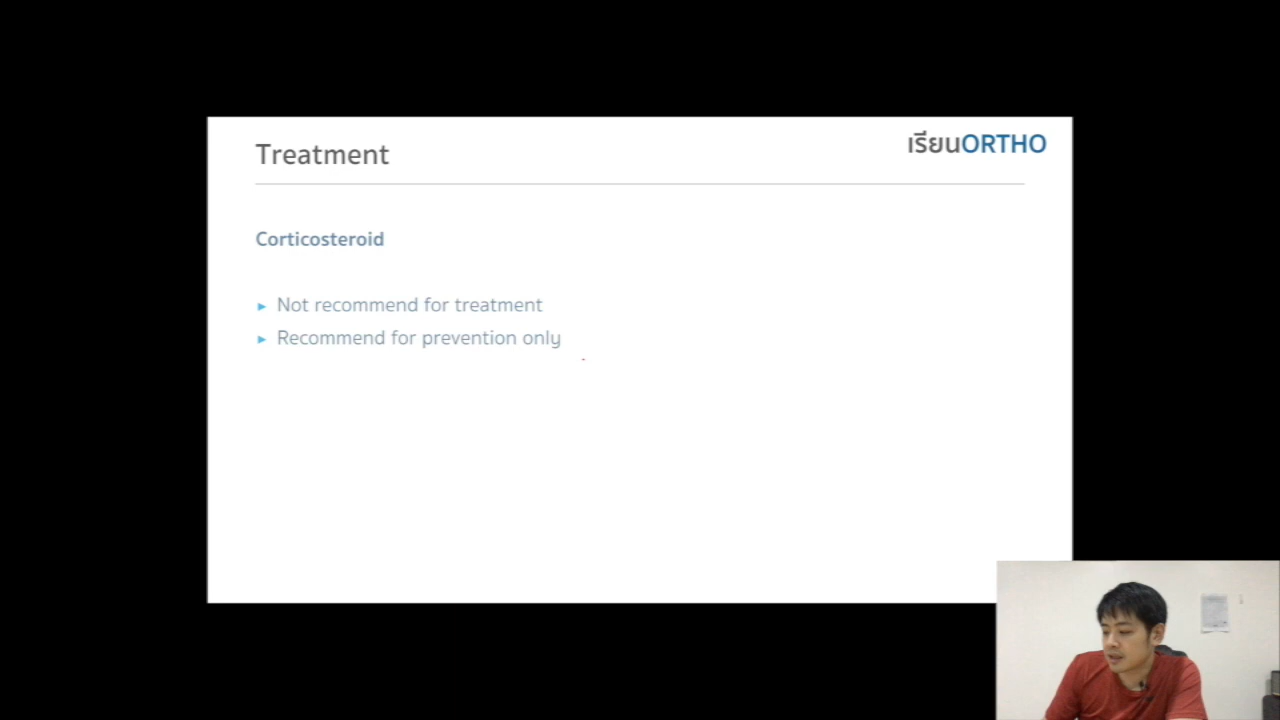 Treatment
เรียนORTHO
Corticosteroid
► Not recommend for treatment
► Recommend for prevention only